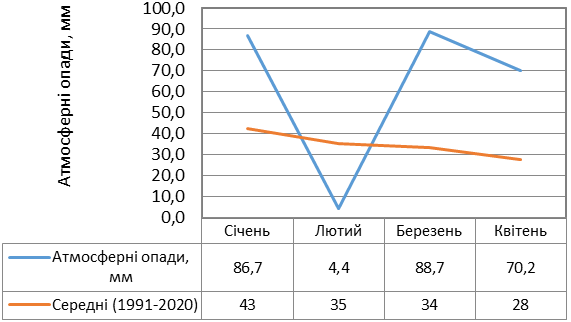 Атмосферні опади, мм
100,0
90,0
80,0
70,0
60,0
50,0
40,0
30,0
20,0
10,0
0,0
Січень Лютий Березень Квітень
Атмосферні опади, мм 86,7 4,4 88,7 70,2
Середні (1991-2020) 43 35 34 28